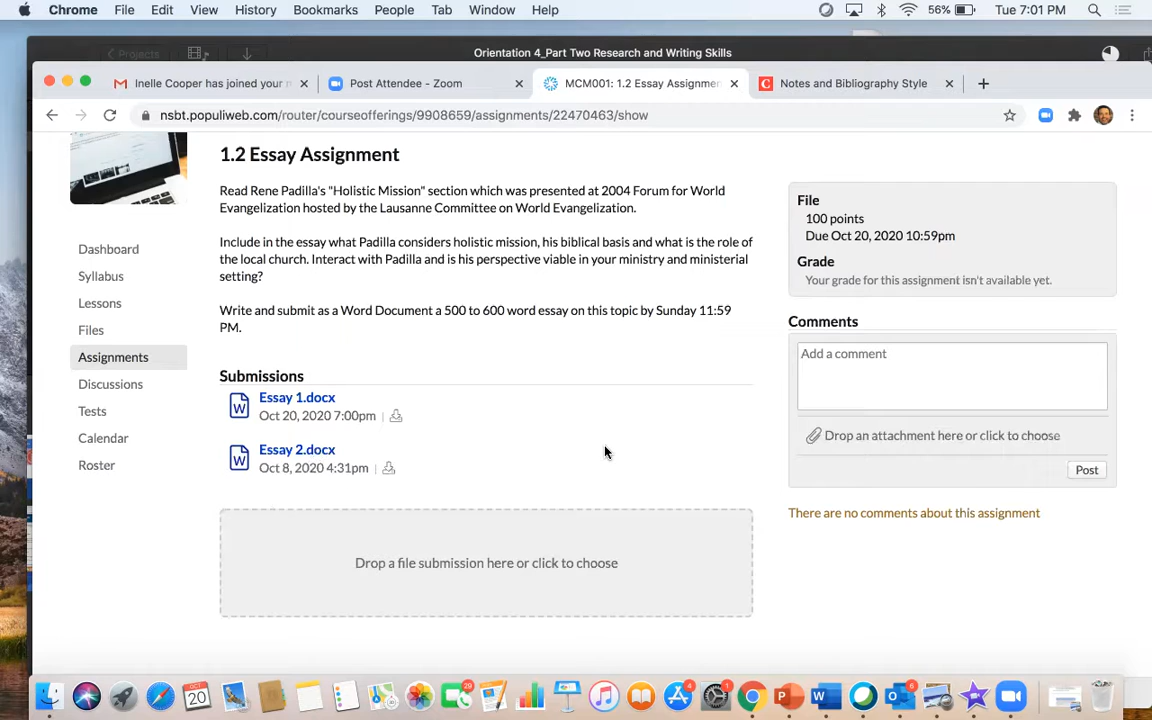 Chrome File Edit View History Bookmarks People Tab Window Help 56% Tue 7:01 PM
Projects Orientation 4_Part Two Research and Writing Skills
Inelle Cooper has joined your Post Attendee - Zoom MCM001: 1.2 Essay Assignmen Notes and Bibliography Style
nsbt.populiweb.com/router/courseofferings/9908659/assignments/22470463/show
1.2 Essay Assignment
Read Rene Padilla's "Holistic Mission" section which was presented at 2004 Forum for World
Evangelization hosted by the Lausanne Committee on World Evangelization.
Include in the essay what Padilla considers holistic mission, his biblical basis and what is the role of
the local church. Interact with Padilla and is his perspective viable in your ministry and ministerial
setting?
Write and submit as a Word Document a 500 to 600 word essay on this topic by Sunday 11:59
PM.
Dashboard
Syllabus
Lessons
Files
Assignments
Discussions
Tests
Calendar
Roster
Submissions
Essay 1.docx
Oct 20, 2020 7:00pm
Essay 2.docx
Oct 8, 2020 4:31pm
Drop a file submission here or click to choose
File
100 points
Due Oct 20, 2020 10:59pm
Grade
Your grade for this assignment isn't available yet.
Comments
Add a comment
Drop an attachment here or click to choose
Post
There are no comments about this assignment
OCT
20
29
1
6